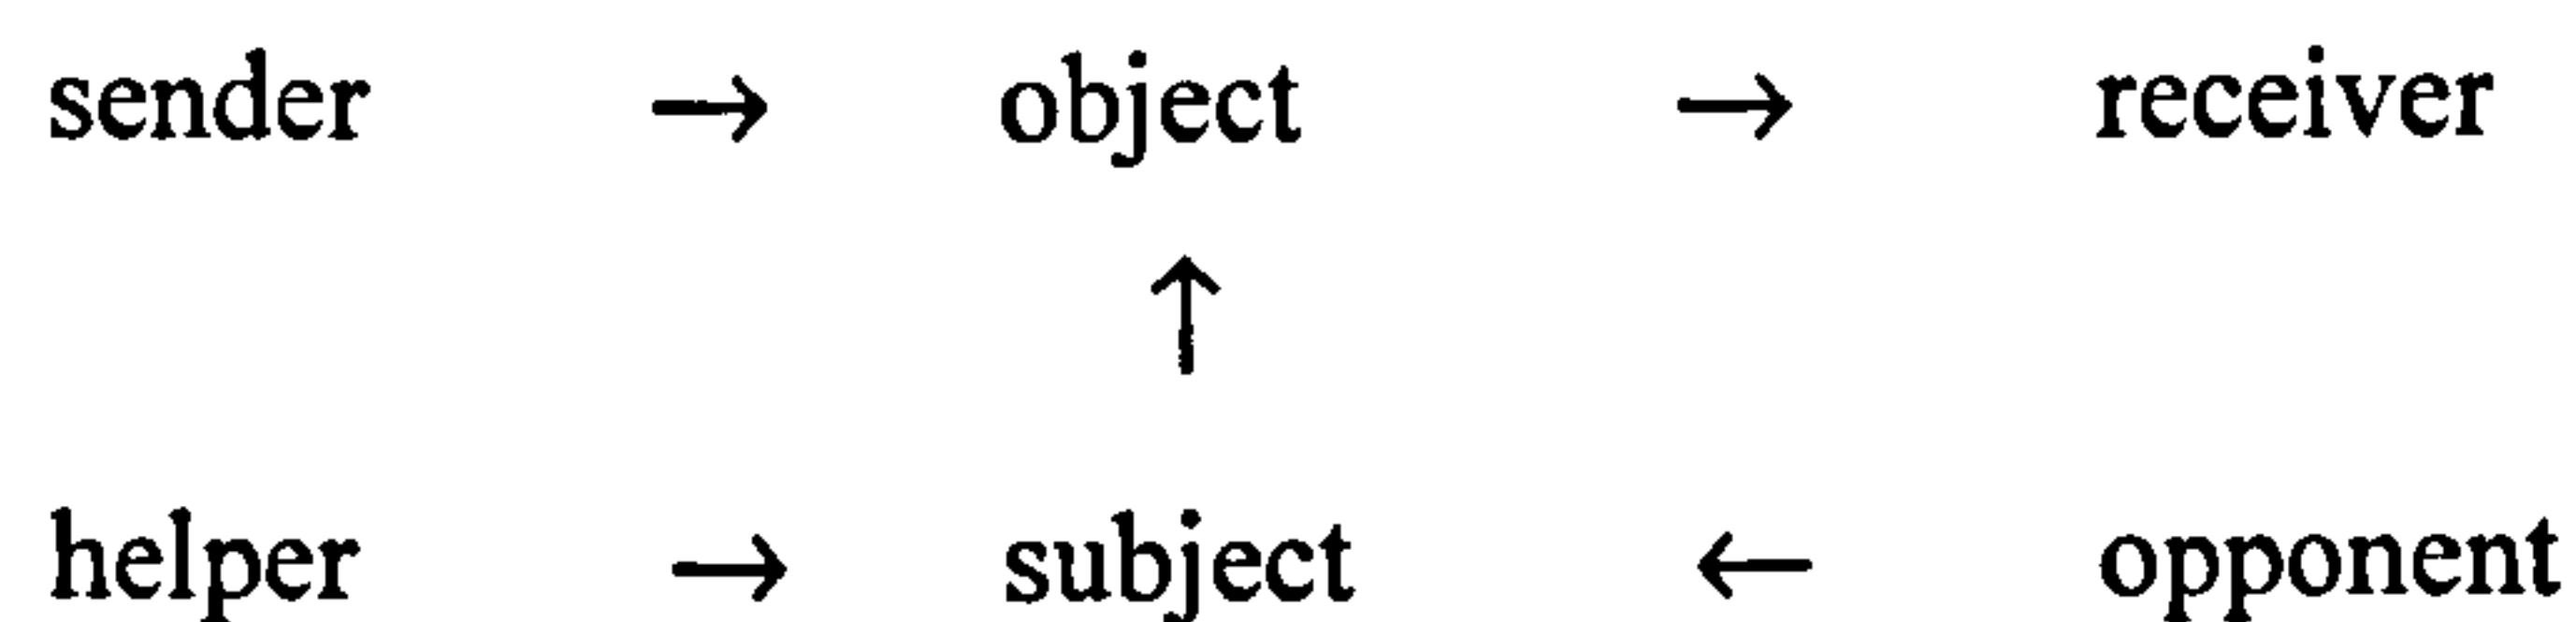 sender → object → receiver
↑
helper → subject ← opponent